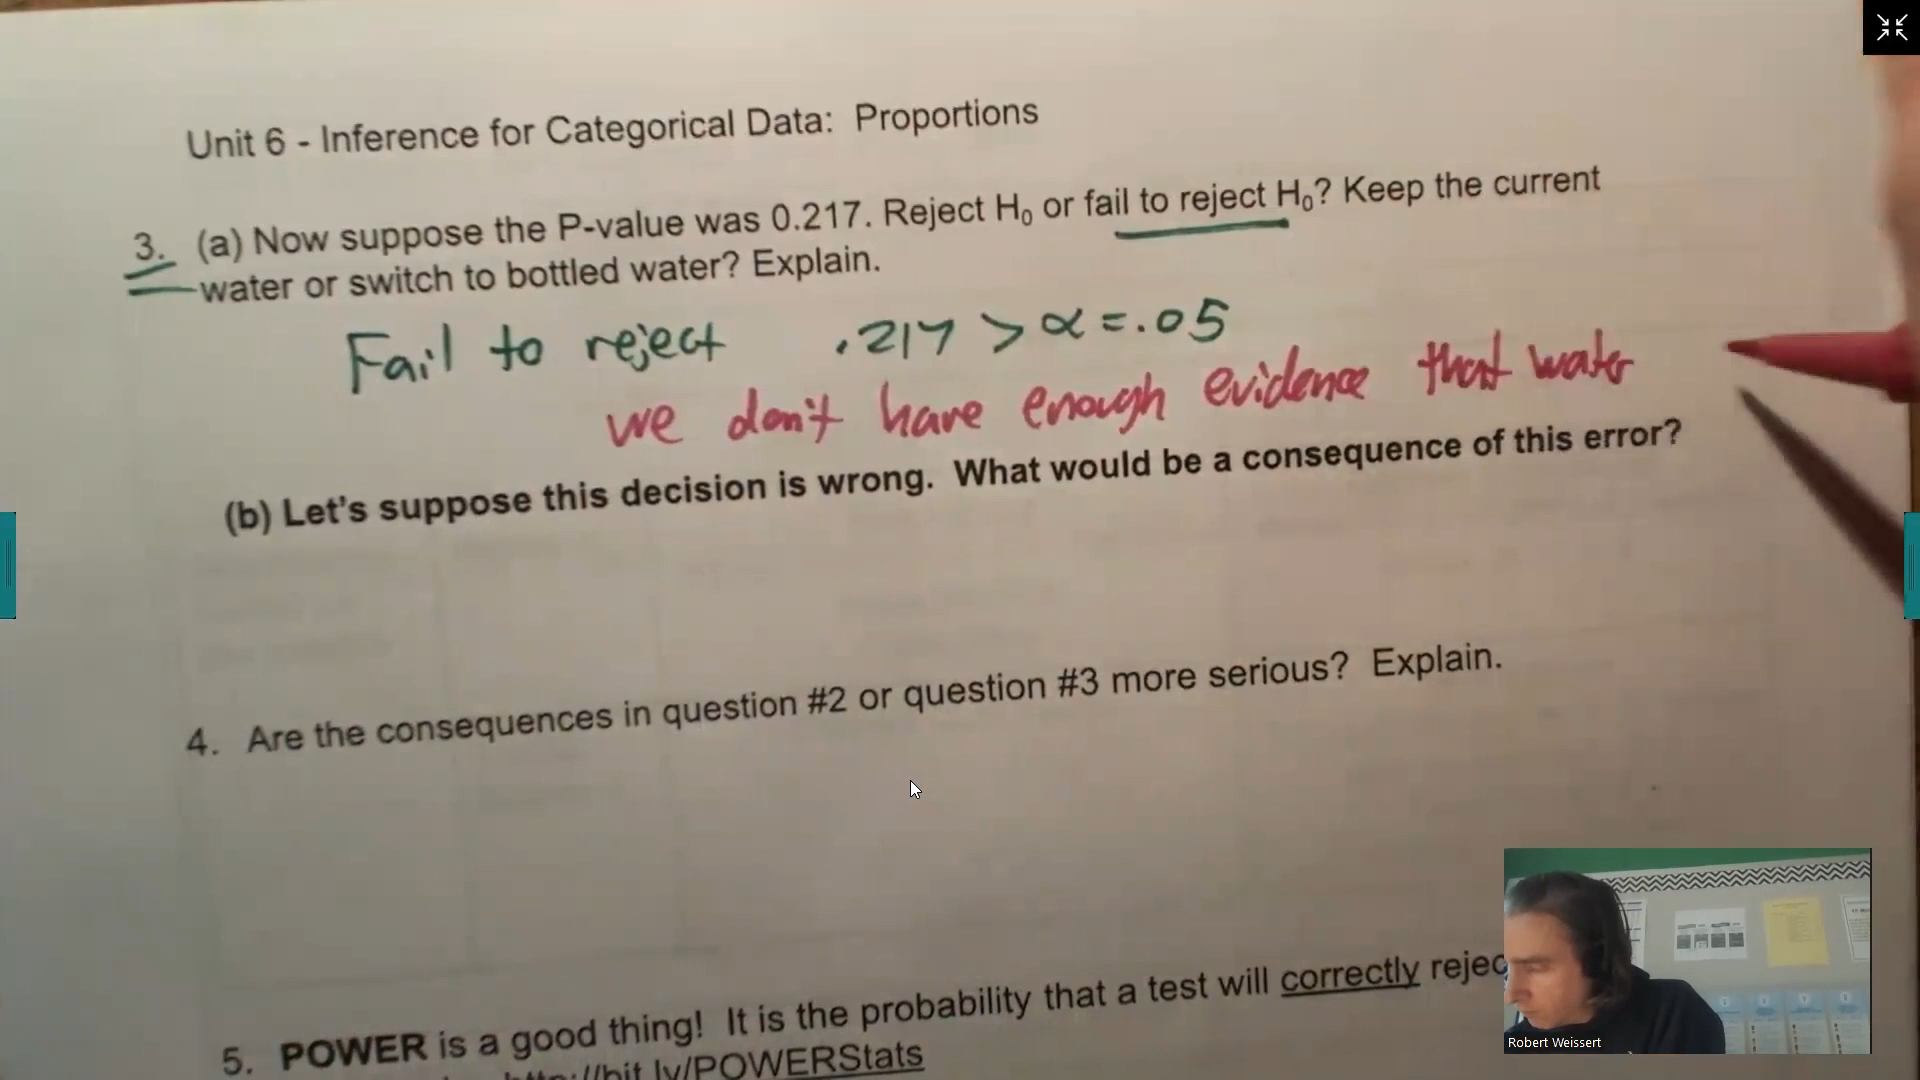 Unit 6 - Inference for Categorical Data: Proportions
3. (a) Now suppose the P-value was 0.217. Reject H₀ or fail to reject H₀? Keep the current
water or switch to bottled water? Explain.
Fail to reject .217 > α = .05
we don't have enough evidence that water
(b) Let's suppose this decision is wrong. What would be a consequence of this error?
4. Are the consequences in question #2 or question #3 more serious? Explain.
5. POWER is a good thing! It is the probability that a test will correctly rejec
http://bit.ly/POWERStats
Robert Weissert